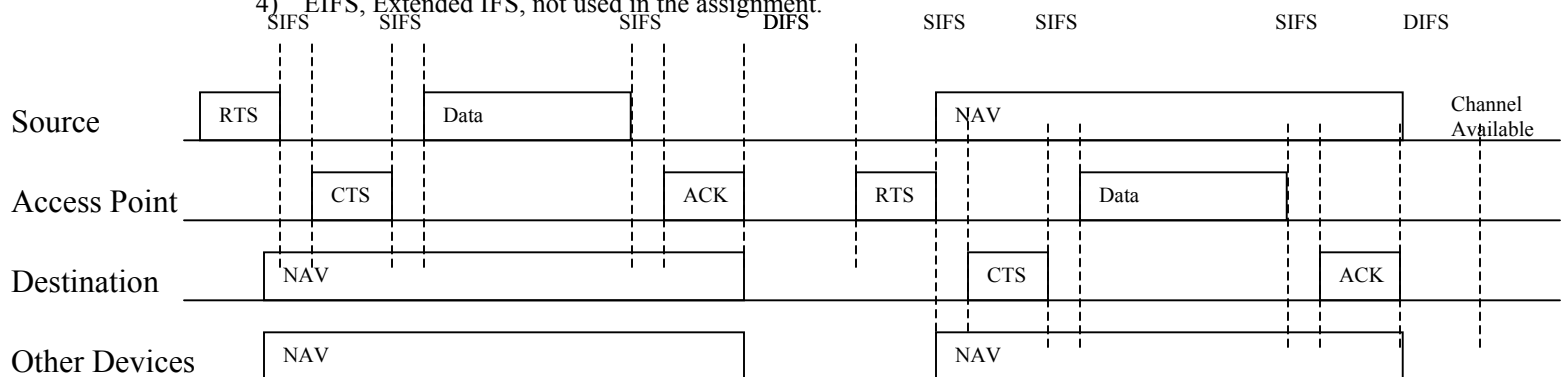 4) EIFS, Extended IFS, not used in the assignment.
SIFS SIFS SIFS DIFS SIFS SIFS SIFS DIFS
Source RTS Data NAV Channel
Available
Access Point CTS ACK RTS Data
Destination NAV CTS ACK
Other Devices NAV NAV